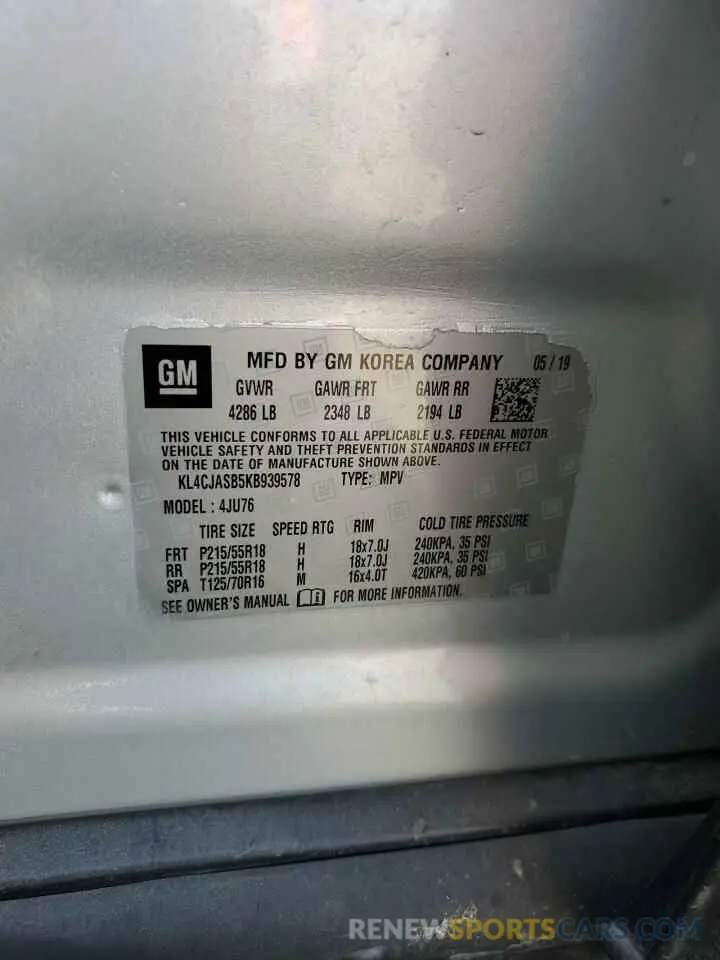 GM MFD BY GM KOREA COMPANY 05/19
GVWR GAWR FRT GAWR RR
4286 LB 2348 LB 2194 LB
THIS VEHICLE CONFORMS TO ALL APPLICABLE U.S. FEDERAL MOTOR
VEHICLE SAFETY AND THEFT PREVENTION STANDARDS IN EFFECT
ON THE DATE OF MANUFACTURE SHOWN ABOVE.
KL4CJASB5KB939578 TYPE: MPV
MODEL : 4JU76
TIRE SIZE SPEED RTG RIM COLD TIRE PRESSURE
FRT P215/55R18 H 18x7.0J 240KPA, 35 PSI
RR P215/55R18 H 18x7.0J 240KPA, 35 PSI
SPA T125/70R16 M 16x4.0T 420KPA, 60 PSI
SEE OWNER'S MANUAL FOR MORE INFORMATION.
RENEWSPORTSCARS.COM